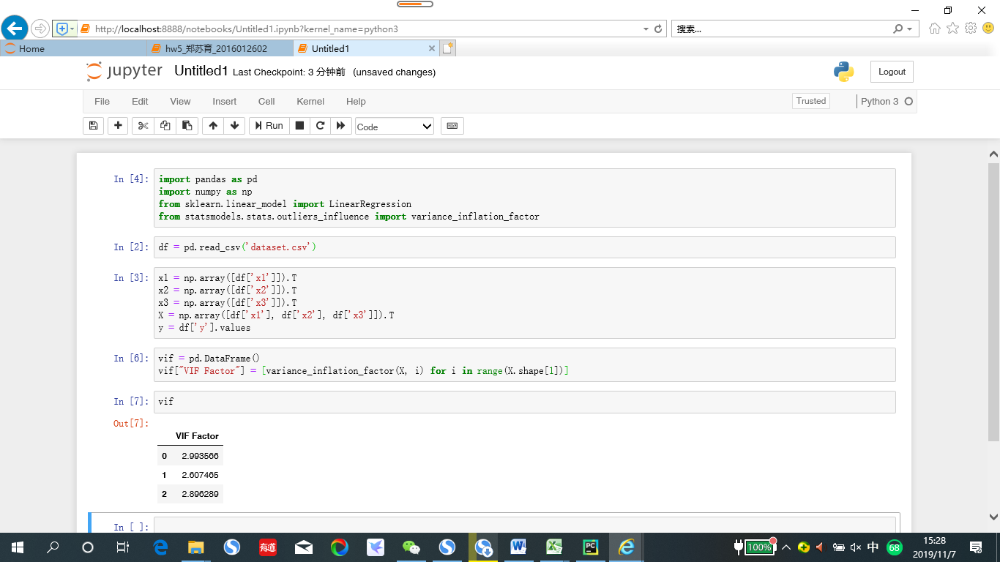 http://localhost:8888/notebooks/Untitled1.ipynb?kernel_name=python3
搜索...
Home
hw5_郑苏育_2016012602
Untitled1
jupyter Untitled1 Last Checkpoint: 3 分钟前 (unsaved changes)
Logout
File Edit View Insert Cell Kernel Help
Trusted
Python 3
Run
Code
In [4]:
import pandas as pd
import numpy as np
from sklearn.linear_model import LinearRegression
from statsmodels.stats.outliers_influence import variance_inflation_factor
In [2]:
df = pd.read_csv('dataset.csv')
In [3]:
x1 = np.array([df['x1']]).T
x2 = np.array([df['x2']]).T
x3 = np.array([df['x3']]).T
X = np.array([df['x1'], df['x2'], df['x3']]).T
y = df['y'].values
In [6]:
vif = pd.DataFrame()
vif["VIF Factor"] = [variance_inflation_factor(X, i) for i in range(X.shape[1])]
In [7]:
vif
Out[7]:
VIF Factor
0 2.993566
1 2.607465
2 2.896289
In [ ]:
有道
100%
中
68
15:28
2019/11/7